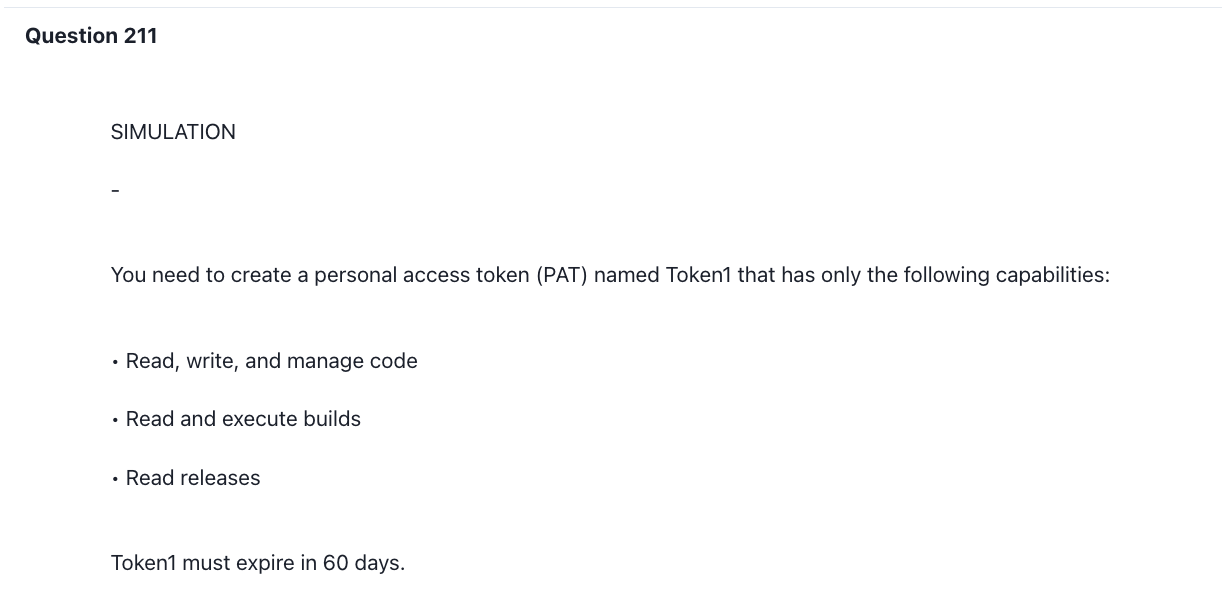 Question 211
SIMULATION
-
You need to create a personal access token (PAT) named Token1 that has only the following capabilities:
• Read, write, and manage code
• Read and execute builds
• Read releases
Token1 must expire in 60 days.